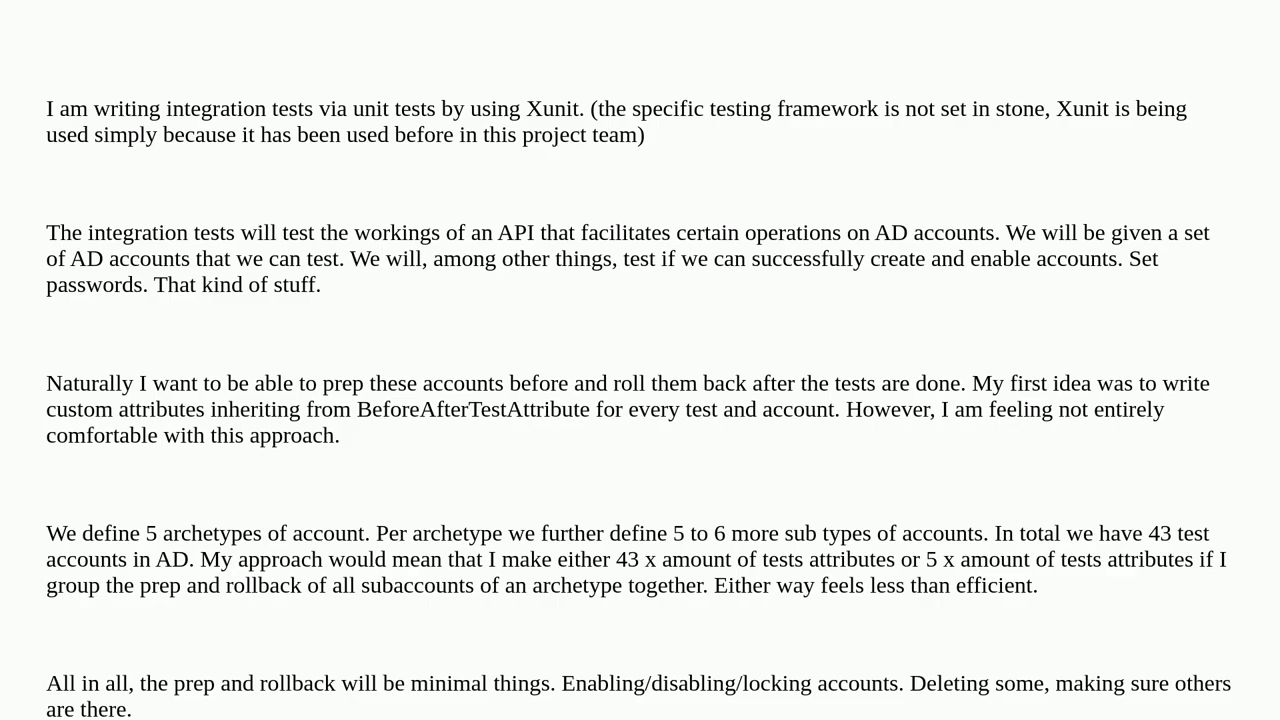 I am writing integration tests via unit tests by using Xunit. (the specific testing framework is not set in stone, Xunit is being
used simply because it has been used before in this project team)
The integration tests will test the workings of an API that facilitates certain operations on AD accounts. We will be given a set
of AD accounts that we can test. We will, among other things, test if we can successfully create and enable accounts. Set
passwords. That kind of stuff.
Naturally I want to be able to prep these accounts before and roll them back after the tests are done. My first idea was to write
custom attributes inheriting from BeforeAfterTestAttribute for every test and account. However, I am feeling not entirely
comfortable with this approach.
We define 5 archetypes of account. Per archetype we further define 5 to 6 more sub types of accounts. In total we have 43 test
accounts in AD. My approach would mean that I make either 43 x amount of tests attributes or 5 x amount of tests attributes if I
group the prep and rollback of all subaccounts of an archetype together. Either way feels less than efficient.
All in all, the prep and rollback will be minimal things. Enabling/disabling/locking accounts. Deleting some, making sure others
are there.